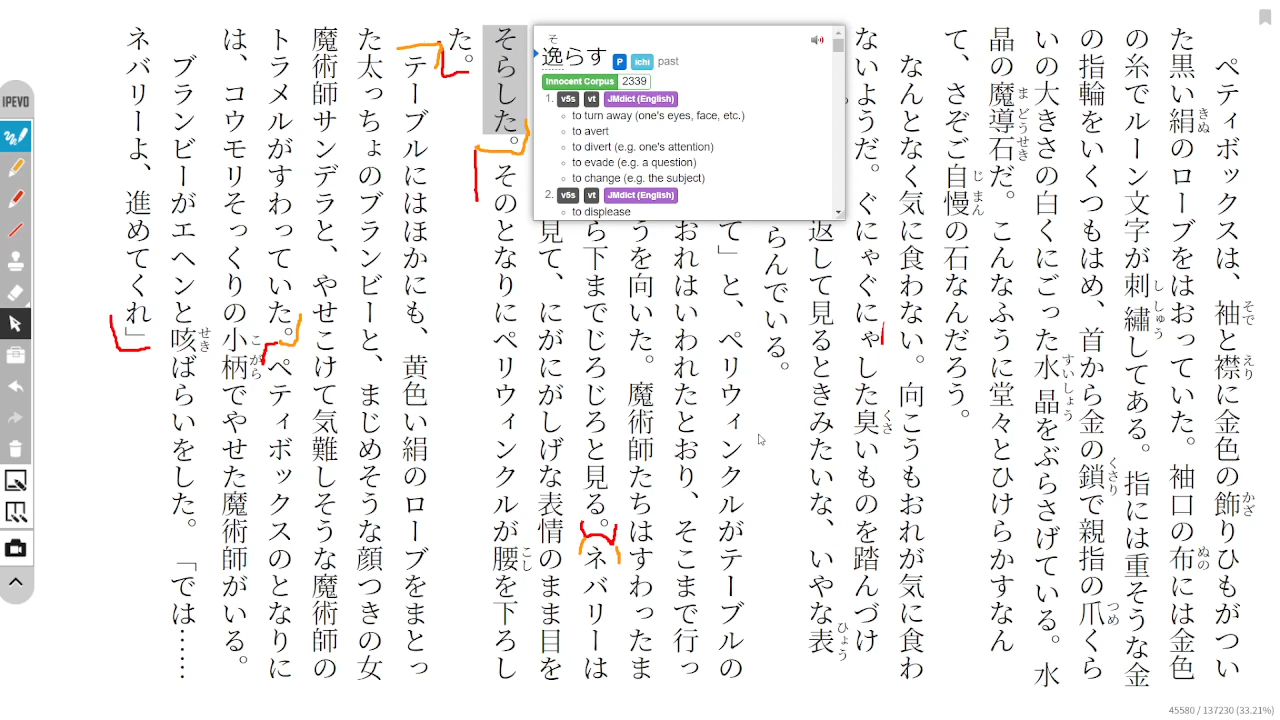 ペティボックスは、袖と襟に金色の飾りひもがつい
た黒い絹のローブをはおっていた。袖口の布には金色
の糸でルーン文字が刺繡してある。指には重そうな金
の指輪をいくつもはめ、首から金の鎖で親指の爪くら
いの大きさの白くにごった水晶をぶらさげている。水
晶の魔導石だ。こんなふうに堂々とひけらかすなん
て、さぞご自慢の石なんだろう。
なんとなく気に食わない。向こうもおれが気に食わ
ないようだ。ぐにゃぐにゃした臭いものを踏んづけ
返して見るときみたいな、いやな表
らんでいる。
て」と、ペリウィンクルがテーブルの
おれはいわれたとおり、そこまで行っ
うを向いた。魔術師たちはすわったま
ら下までじろじろと見る。ネバリーは
見て、にがにがしげな表情のまま目を
そらした。そのとなりにペリウィンクルが腰を下ろし
た。
テーブルにはほかにも、黄色い絹のローブをまとっ
た太っちょのブランビーと、まじめそうな顔つきの女
魔術師サンデラと、やせこけて気難しそうな魔術師の
トラメルがすわっていた。ペティボックスのとなりに
は、コウモリそっくりの小柄でやせた魔術師がいる。
ブランビーがエヘンと咳ばらいをした。「では……
ネバリーよ、進めてくれ」
そ
逸らす P ichi past
Innocent Corpus 2339
1. v5s vt JMdict (English)
to turn away (one's eyes, face, etc.)
to avert
to divert (e.g. one's attention)
to evade (e.g. a question)
to change (e.g. the subject)
2. v5s vt JMdict (English)
to displease
IPEVO
45580 / 137230 (33.21%)